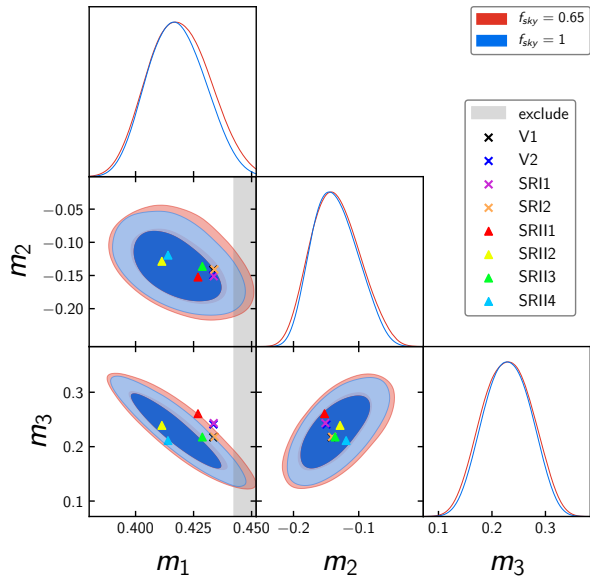 f_sky = 0.65
f_sky = 1
exclude
V1
V2
SRI1
SRI2
SRII1
SRII2
SRII3
SRII4
−0.05
−0.10
−0.15
−0.20
m_2
0.3
0.2
0.1
m_3
0.400 0.425 0.450
−0.2 −0.1
0.1 0.2 0.3
m_1 m_2 m_3